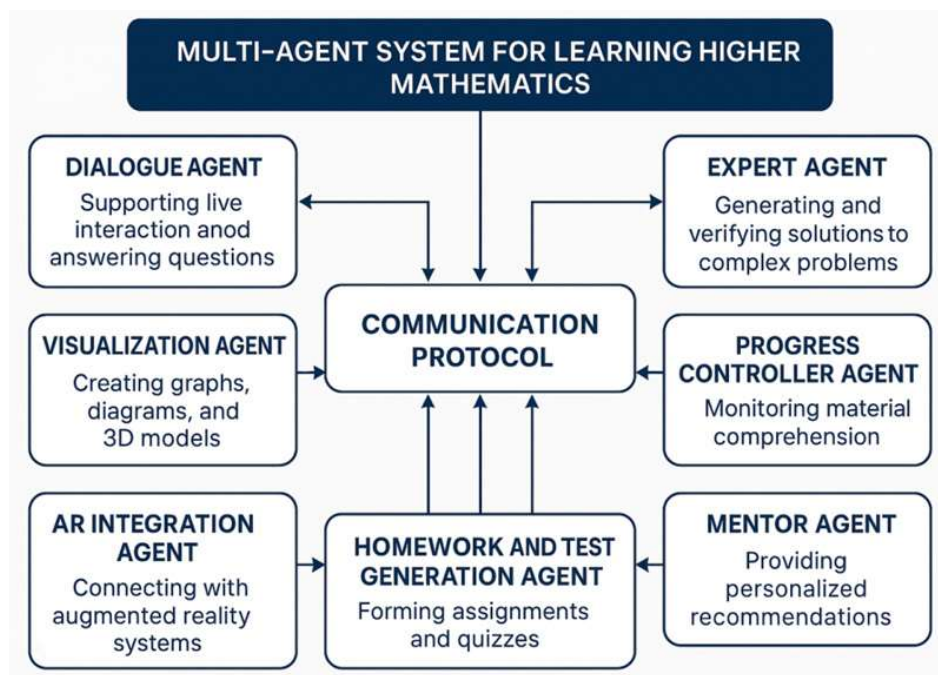 MULTI-AGENT SYSTEM FOR LEARNING HIGHER
MATHEMATICS
DIALOGUE AGENT
Supporting live
interaction anod
answering questions
EXPERT AGENT
Generating and
verifying solutions to
complex problems
COMMUNICATION
PROTOCOL
VISUALIZATION AGENT
Creating graphs,
diagrams, and
3D models
PROGRESS
CONTROLLER AGENT
Monitoring material
comprehension
AR INTEGRATION
AGENT
Connecting with
augmented reality
systems
HOMEWORK AND TEST
GENERATION AGENT
Forming assignments
and quizzes
MENTOR AGENT
Providing
personalized
recommendations